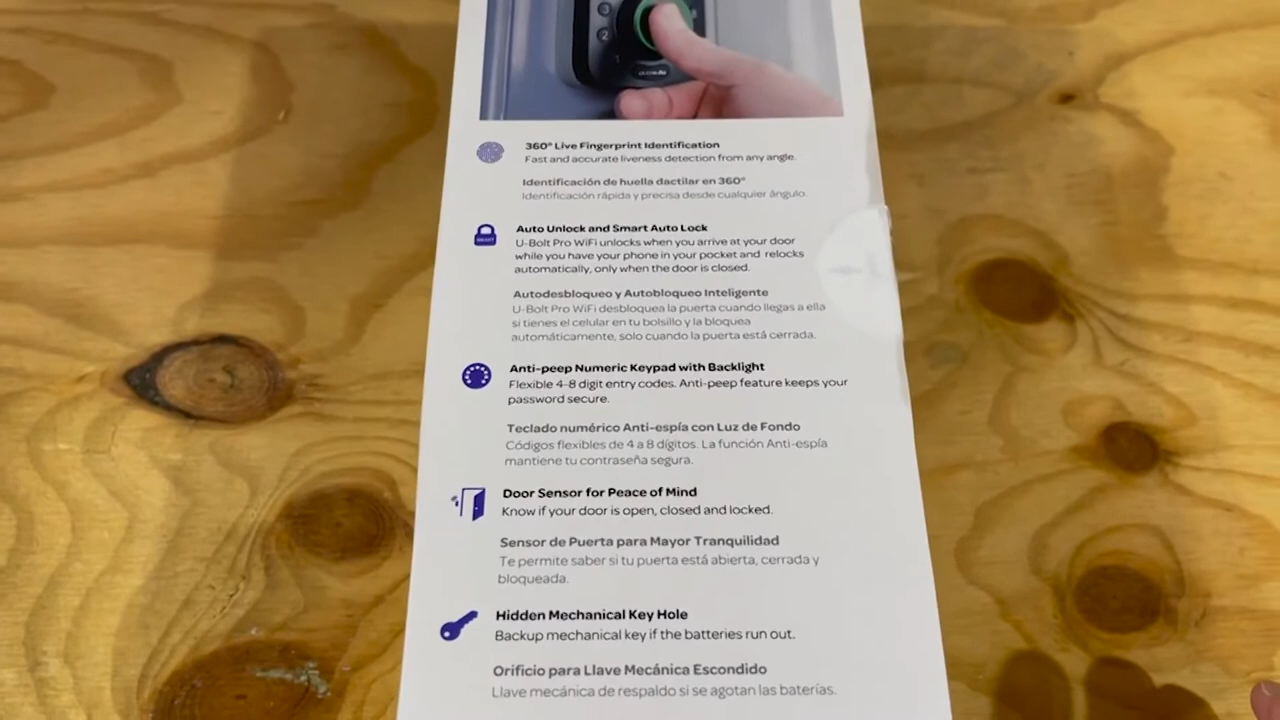 360° Live Fingerprint Identification
Fast and accurate liveness detection from any angle.
Identificación de huella dactilar en 360°
Identificación rápida y precisa desde cualquier ángulo.
Auto Unlock and Smart Auto Lock
U-Bolt Pro WiFi unlocks when you arrive at your door
while you have your phone in your pocket and relocks
automatically, only when the door is closed.
Autodesbloqueo y Autobloqueo Inteligente
U-Bolt Pro WiFi desbloquea la puerta cuando llegas a ella
si tienes el celular en tu bolsillo y la bloquea
automáticamente, solo cuando la puerta está cerrada.
Anti-peep Numeric Keypad with Backlight
Flexible 4-8 digit entry codes. Anti-peep feature keeps your
password secure.
Teclado numérico Anti-espía con Luz de Fondo
Códigos flexibles de 4 a 8 dígitos. La función Anti-espía
mantiene tu contraseña segura.
Door Sensor for Peace of Mind
Know if your door is open, closed and locked.
Sensor de Puerta para Mayor Tranquilidad
Te permite saber si tu puerta está abierta, cerrada y
bloqueada.
Hidden Mechanical Key Hole
Backup mechanical key if the batteries run out.
Orificio para Llave Mecánica Escondido
Llave mecánica de respaldo si se agotan las baterías.